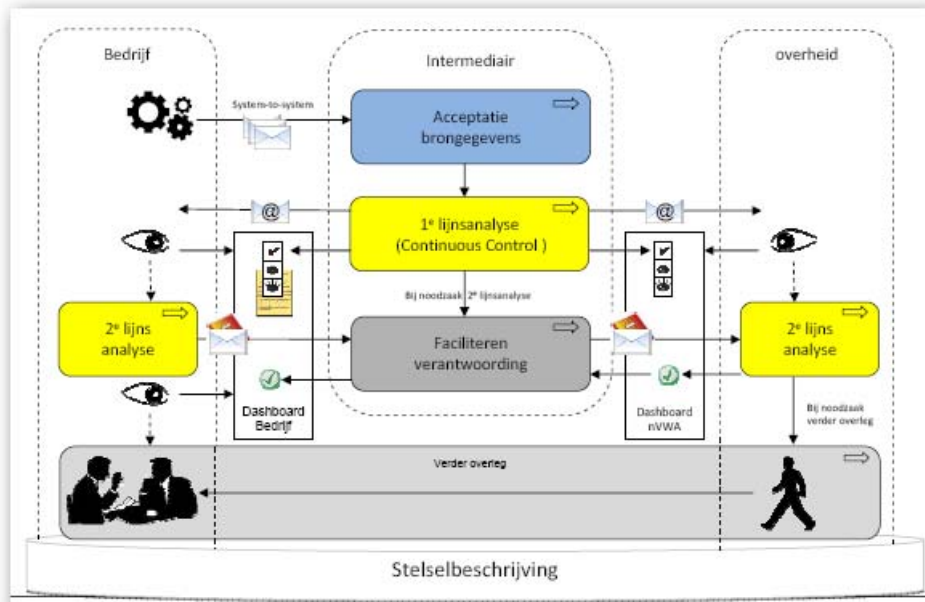 Bedrijf
Intermediair
overheid
System-to-system
Acceptatie
brongegevens
@
@
1e lijnsanalyse
(Continuous Control )
Bij noodzaak 2e lijnsanalyse
2e lijns
analyse
Faciliteren
verantwoording
2e lijns
analyse
Dashboard
Bedrijf
Dashboard
nVWA
Bij noodzaak
verder overleg
Verder overleg
Stelselbeschrijving